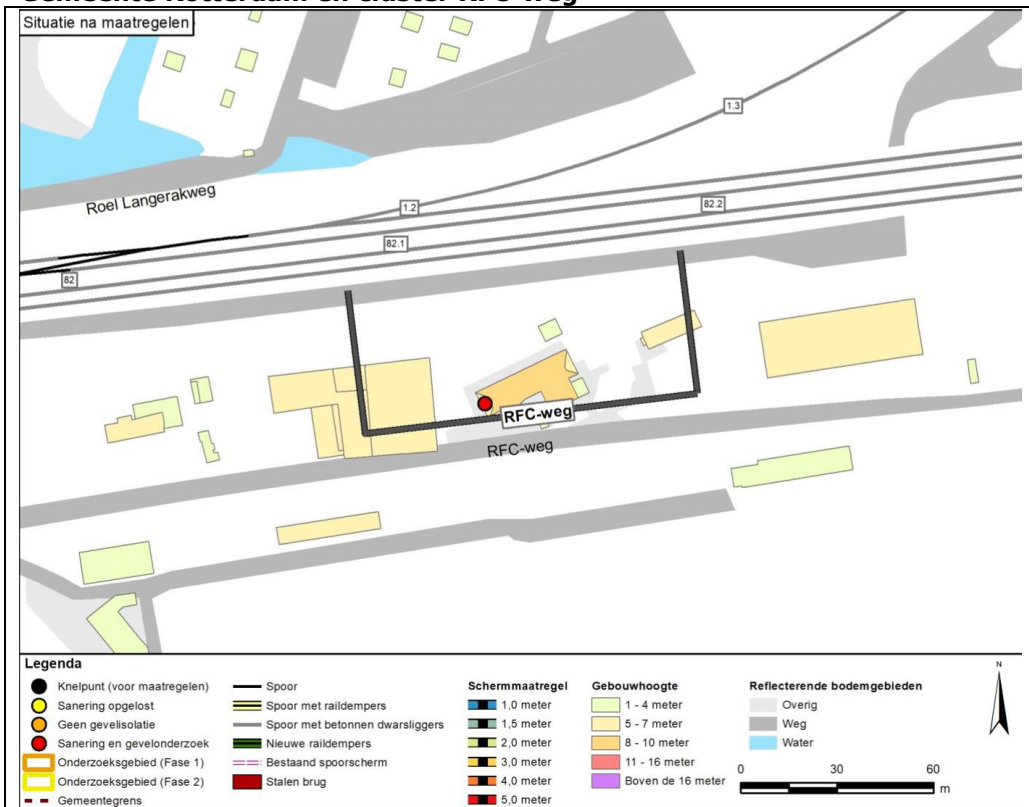 Situatie na maatregelen
1.3
Roel Langerakweg
1.2
82.2
82.1
82
RFC-weg
RFC-weg
Legenda
Knelpunt (voor maatregelen)
Sanering opgelost
Geen gevelisolatie
Sanering en gevelonderzoek
Onderzoeksgebied (Fase 1)
Onderzoeksgebied (Fase 2)
Gemeentegrens
Spoor
Spoor met raildempers
Spoor met betonnen dwarsliggers
Nieuwe raildempers
Bestaand spoorscherm
Stalen brug
Schermmaatregel
1,0 meter
1,5 meter
2,0 meter
3,0 meter
4,0 meter
5,0 meter
Gebouwhoogte
1 - 4 meter
5 - 7 meter
8 - 10 meter
11 - 16 meter
Boven de 16 meter
Reflecterende bodemgebieden
Overig
Weg
Water
N
0 30 60
m